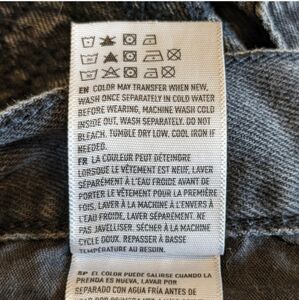 EN COLOR MAY TRANSFER WHEN NEW,
WASH ONCE SEPARATELY IN COLD WATER
BEFORE WEARING, MACHINE WASH COLD
INSIDE OUT, WASH SEPARATELY. DO NOT
BLEACH. TUMBLE DRY LOW. COOL IRON IF
NEEDED.
FR LA COULEUR PEUT DÉTEINDRE
LORSQUE LE VÊTEMENT EST NEUF, LAVER
SÉPARÉMENT À L'EAU FROIDE AVANT DE
PORTER LE VÊTEMENT POUR LA PREMIÈRE
FOIS, LAVER À LA MACHINE À L'ENVERS À
L'EAU FROIDE, LAVER SÉPARÉMENT. NE
PAS JAVELLISER. SÉCHER À LA MACHINE
CYCLE DOUX. REPASSER À BASSE
TEMPÉRATURE AU BESOIN.
SP EL COLOR PUEDE SALIRSE CUANDO LA
PRENDA ES NUEVA, LAVAR POR
SEPARADO CON AGUA FRÍA ANTES DE